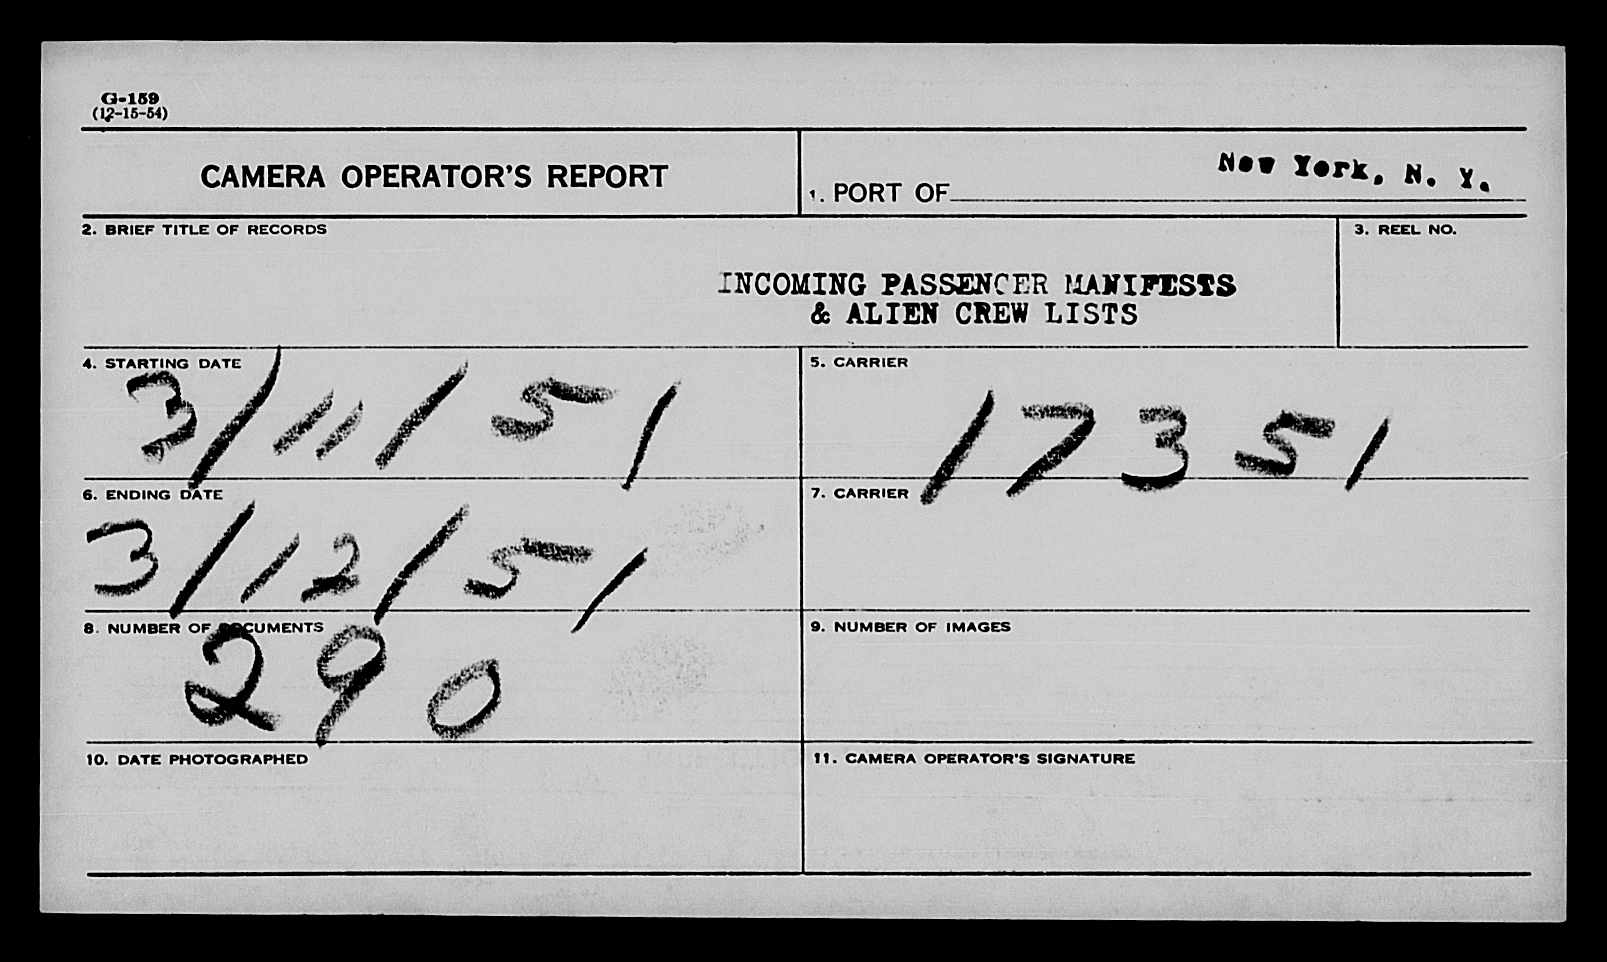 G-159
(12-15-54)
CAMERA OPERATOR'S REPORT
1. PORT OF New York, N. Y.
2. BRIEF TITLE OF RECORDS
INCOMING PASSENGER MANIFESTS
& ALIEN CREW LISTS
3. REEL NO.
4. STARTING DATE
3/11/51
5. CARRIER
17351
6. ENDING DATE
3/12/51
7. CARRIER
8. NUMBER OF DOCUMENTS
290
9. NUMBER OF IMAGES
10. DATE PHOTOGRAPHED
11. CAMERA OPERATOR'S SIGNATURE